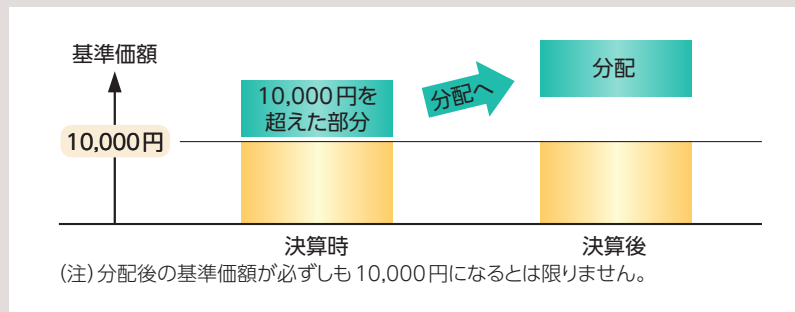 基準価額
10,000円を
超えた部分
分配へ
分配
10,000円
決算時
決算後
(注)分配後の基準価額が必ずしも10,000円になるとは限りません。